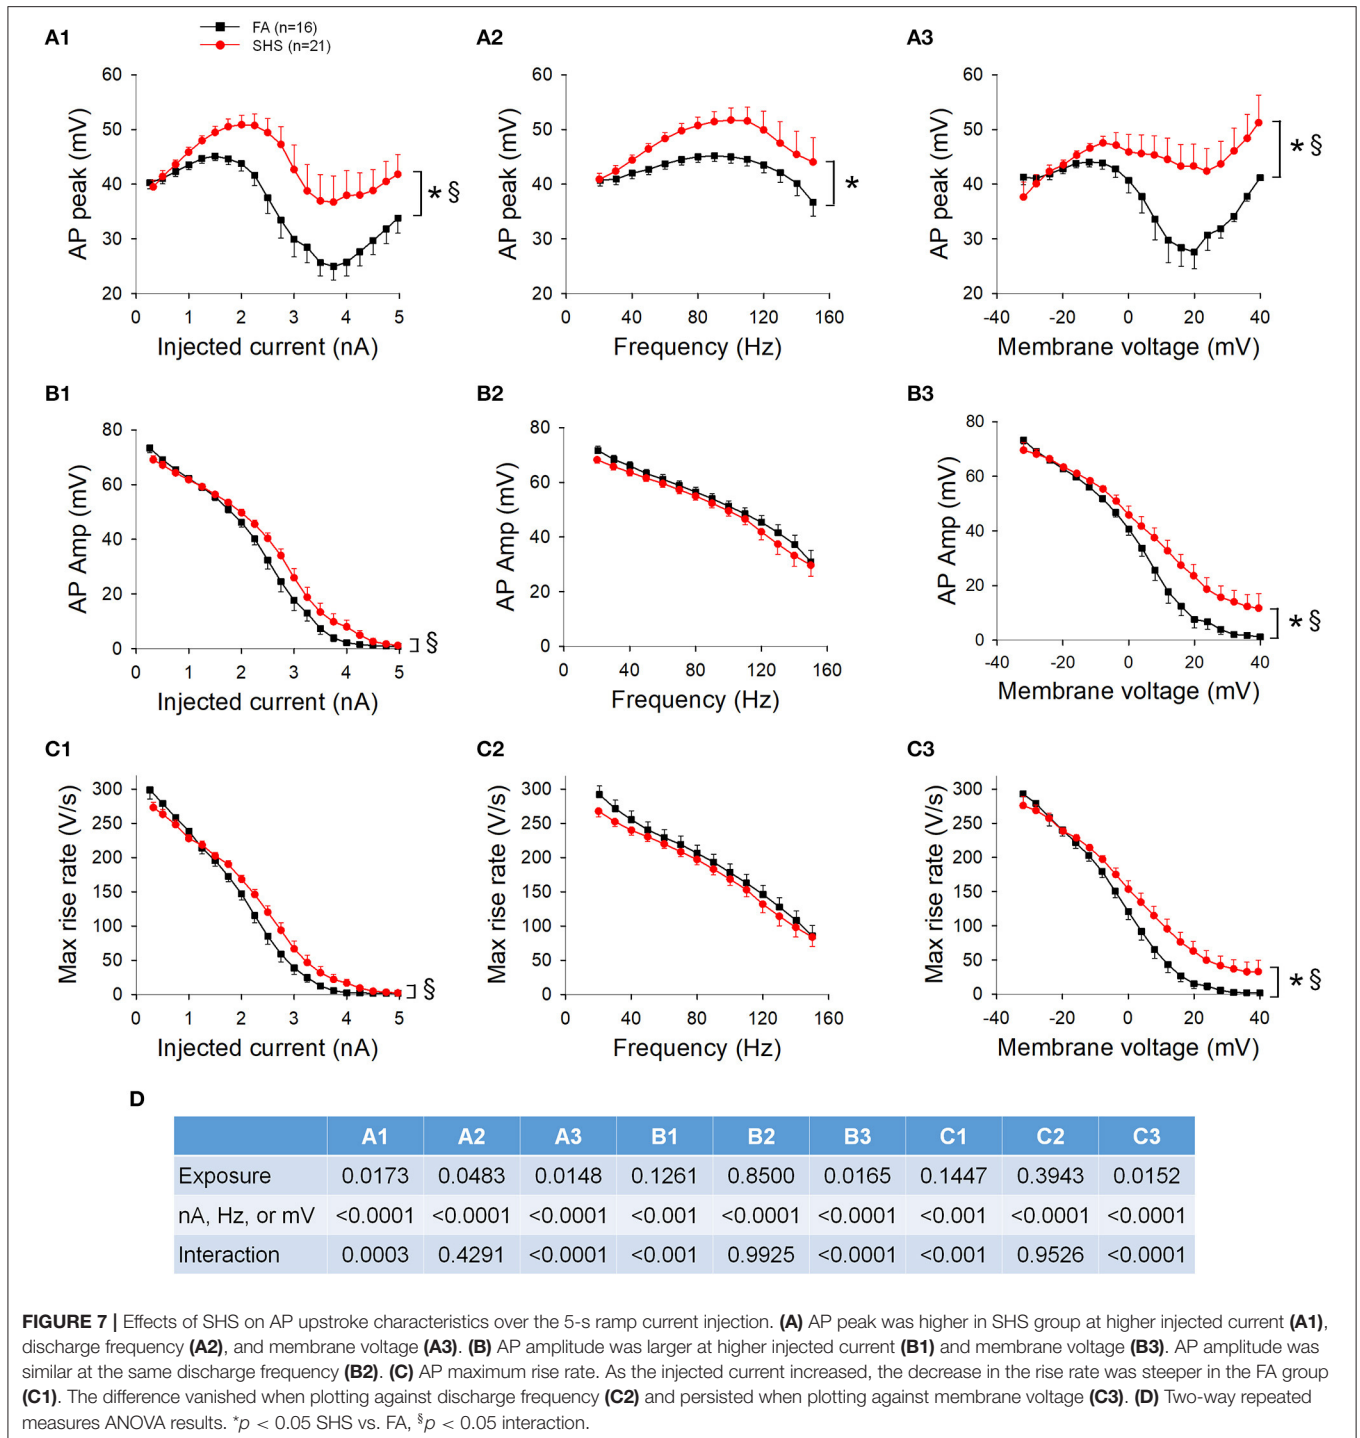 FA (n=16)
SHS (n=21)
A1
A2
A3
60
50
40
30
20
AP peak (mV)
0 1 2 3 4 5
Injected current (nA)
* §
60
50
40
30
20
AP peak (mV)
0 40 80 120 160
Frequency (Hz)
*
60
50
40
30
20
AP peak (mV)
-40 -20 0 20 40
Membrane voltage (mV)
* §
B1
B2
B3
80
60
40
20
0
AP Amp (mV)
0 1 2 3 4 5
Injected current (nA)
§
80
60
40
20
0
AP Amp (mV)
0 40 80 120 160
Frequency (Hz)
80
60
40
20
0
AP Amp (mV)
-40 -20 0 20 40
Membrane voltage (mV)
* §
C1
C2
C3
300
250
200
150
100
50
0
Max rise rate (V/s)
0 1 2 3 4 5
Injected current (nA)
§
300
250
200
150
100
50
0
Max rise rate (V/s)
0 40 80 120 160
Frequency (Hz)
300
250
200
150
100
50
0
Max rise rate (V/s)
-40 -20 0 20 40
Membrane voltage (mV)
* §
D
A1 A2 A3 B1 B2 B3 C1 C2 C3
Exposure 0.0173 0.0483 0.0148 0.1261 0.8500 0.0165 0.1447 0.3943 0.0152
nA, Hz, or mV <0.0001 <0.0001 <0.0001 <0.001 <0.0001 <0.0001 <0.001 <0.0001 <0.0001
Interaction 0.0003 0.4291 <0.0001 <0.001 0.9925 <0.0001 <0.001 0.9526 <0.0001
FIGURE 7 | Effects of SHS on AP upstroke characteristics over the 5-s ramp current injection. (A) AP peak was higher in SHS group at higher injected current (A1),
discharge frequency (A2), and membrane voltage (A3). (B) AP amplitude was larger at higher injected current (B1) and membrane voltage (B3). AP amplitude was
similar at the same discharge frequency (B2). (C) AP maximum rise rate. As the injected current increased, the decrease in the rise rate was steeper in the FA group
(C1). The difference vanished when plotting against discharge frequency (C2) and persisted when plotting against membrane voltage (C3). (D) Two-way repeated
measures ANOVA results. *p < 0.05 SHS vs. FA, §p < 0.05 interaction.